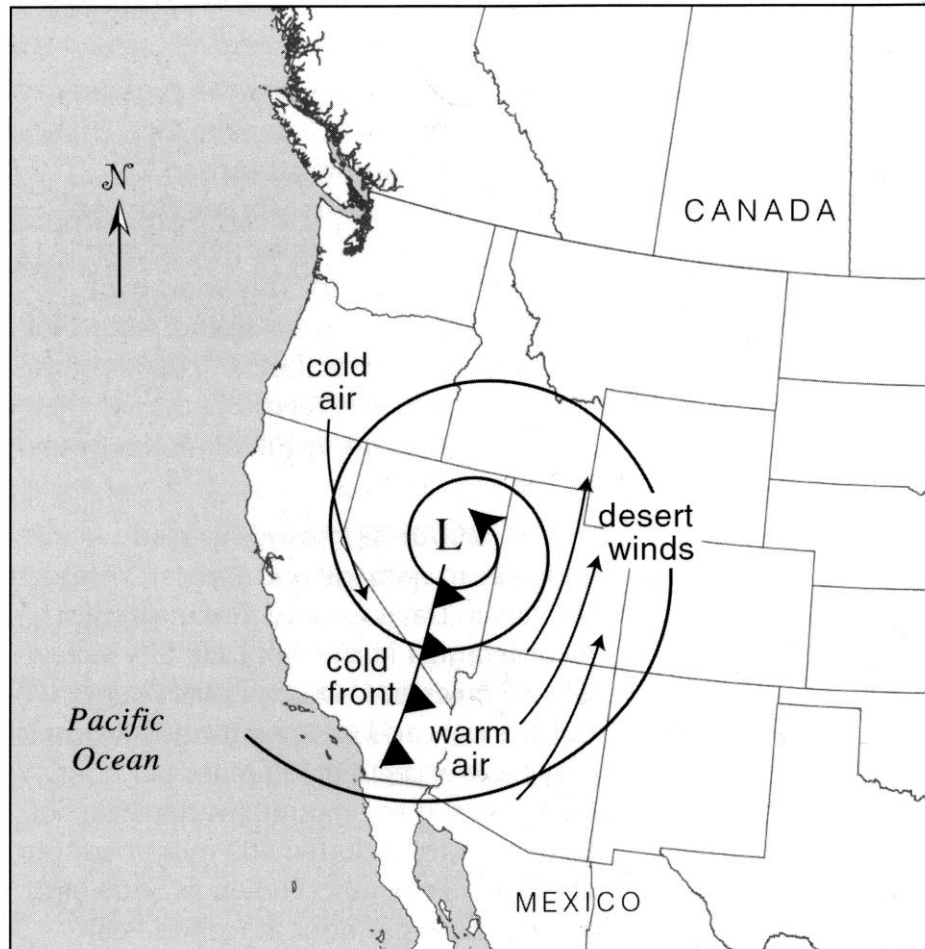 N
CANADA
cold
air
L
desert
winds
cold
front
Pacific
Ocean
warm
air
MEXICO